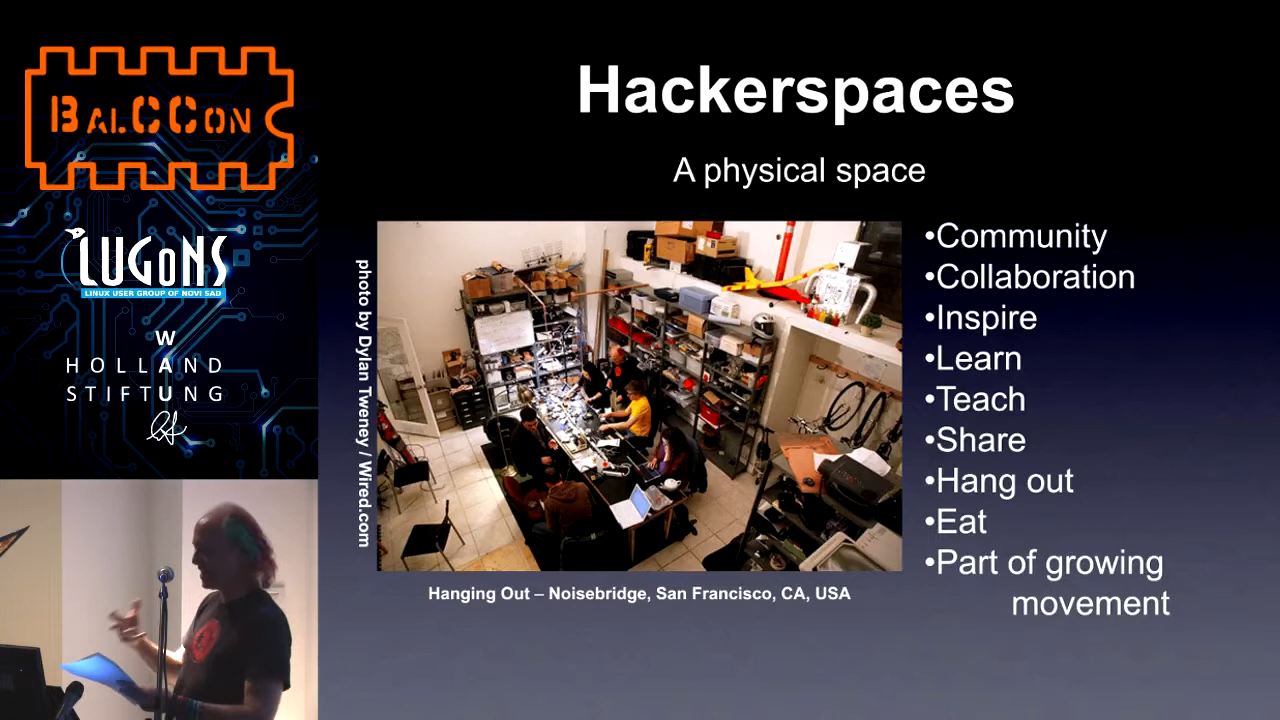 BALCCON
LUGoNS
LINUX USER GROUP OF NOVI SAD
W
HOLLAND
STIFTUNG
Hackerspaces
A physical space
photo by Dylan Tweney / Wired.com
•Community
•Collaboration
•Inspire
•Learn
•Teach
•Share
•Hang out
•Eat
•Part of growing
movement
Hanging Out – Noisebridge, San Francisco, CA, USA